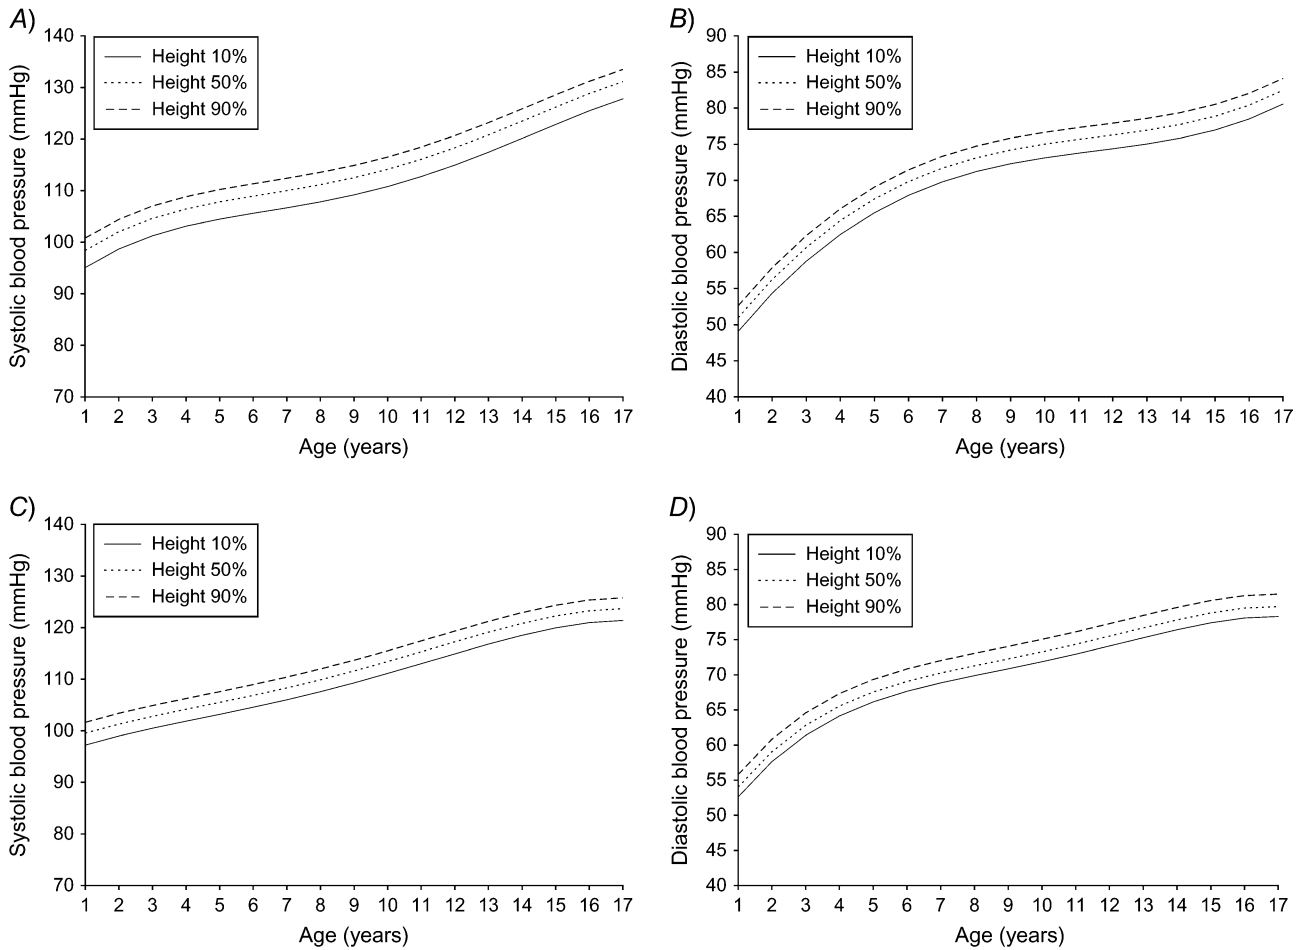 A)
Systolic blood pressure (mmHg)
140
130
120
110
100
90
80
70
Height 10%
Height 50%
Height 90%
1 2 3 4 5 6 7 8 9 10 11 12 13 14 15 16 17
Age (years)
B)
Diastolic blood pressure (mmHg)
90
85
80
75
70
65
60
55
50
45
40
Height 10%
Height 50%
Height 90%
1 2 3 4 5 6 7 8 9 10 11 12 13 14 15 16 17
Age (years)
C)
Systolic blood pressure (mmHg)
140
130
120
110
100
90
80
70
Height 10%
Height 50%
Height 90%
1 2 3 4 5 6 7 8 9 10 11 12 13 14 15 16 17
Age (years)
D)
Diastolic blood pressure (mmHg)
90
85
80
75
70
65
60
55
50
45
40
Height 10%
Height 50%
Height 90%
1 2 3 4 5 6 7 8 9 10 11 12 13 14 15 16 17
Age (years)